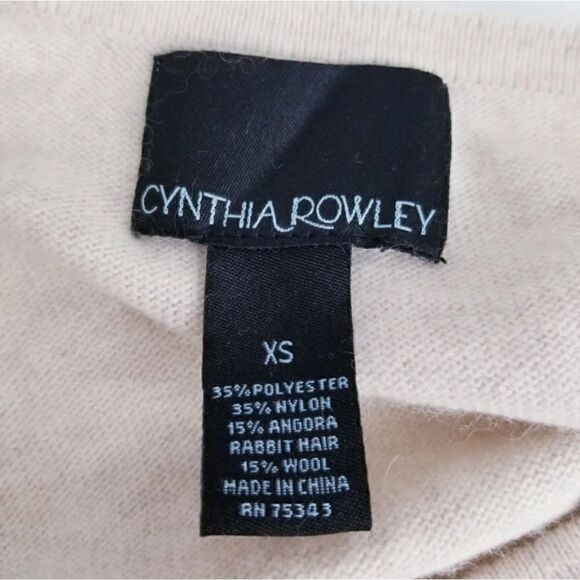 CYNTHIA ROWLEY
XS
35% POLYESTER
35% NYLON
15% ANGORA
RABBIT HAIR
15% WOOL
MADE IN CHINA
RN 75343